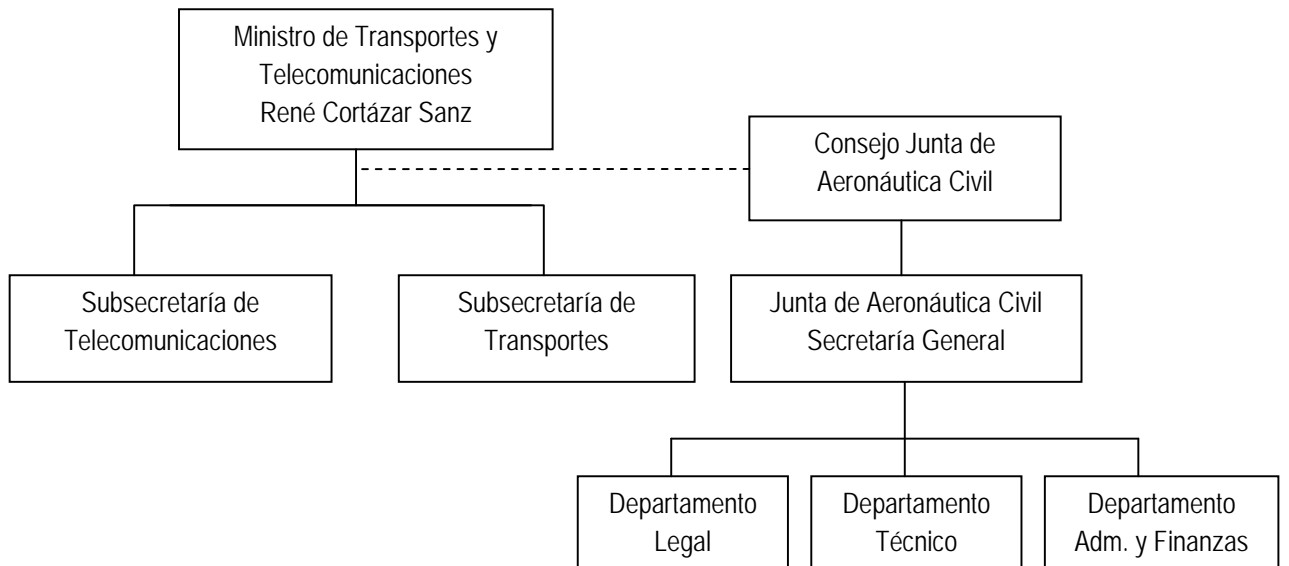 Ministro de Transportes y
Telecomunicaciones
René Cortázar Sanz
Consejo Junta de
Aeronáutica Civil
Subsecretaría de
Telecomunicaciones
Subsecretaría de
Transportes
Junta de Aeronáutica Civil
Secretaría General
Departamento
Legal
Departamento
Técnico
Departamento
Adm. y Finanzas